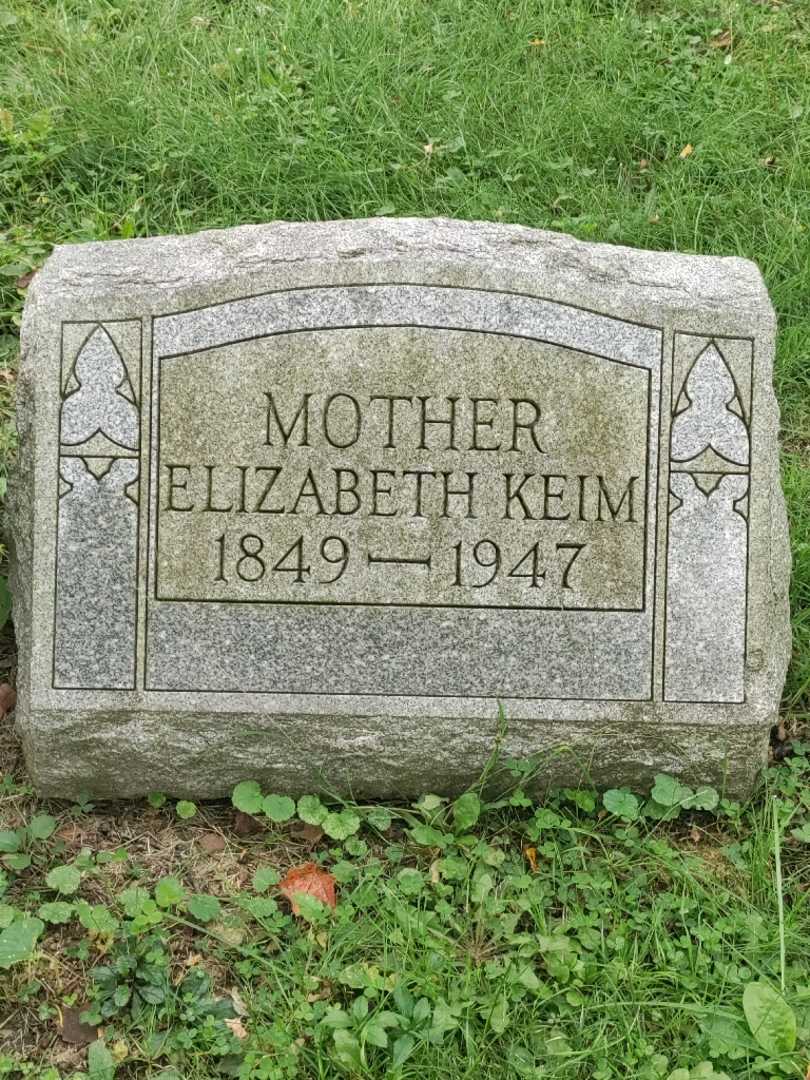 MOTHER
ELIZABETH KEIM
1849 — 1947